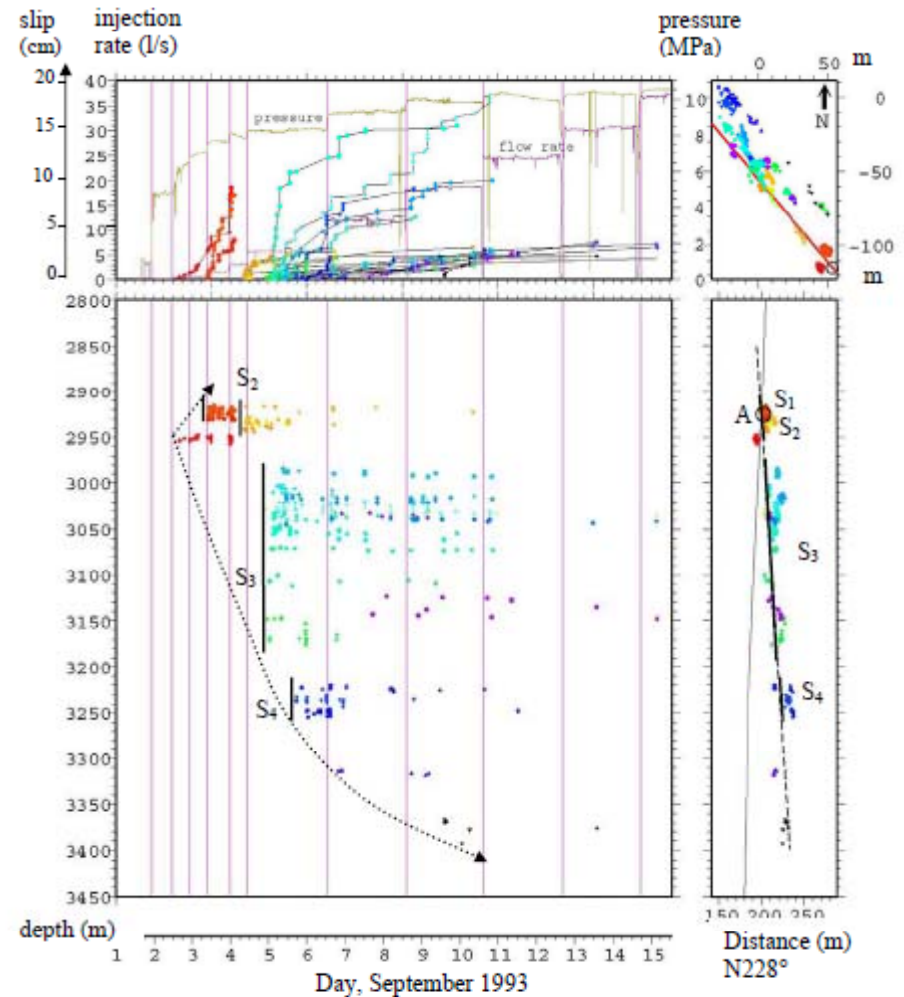 slip
(cm)
injection
rate (l/s)
pressure
(MPa)
0 50 m
20
15
10
5
0
40
35
30
25
20
15
10
5
0
pressure
flow rate
10
8
6
4
2
0
N
0
-50
-100
m
2800
2850
2900
2950
3000
3050
3100
3150
3200
3250
3300
3350
3400
3450
S2
S3
S4
A
S1
S2
S3
S4
depth (m)
1 2 3 4 5 6 7 8 9 10 11 12 13 14 15
Day, September 1993
150 200 250
Distance (m)
N228°